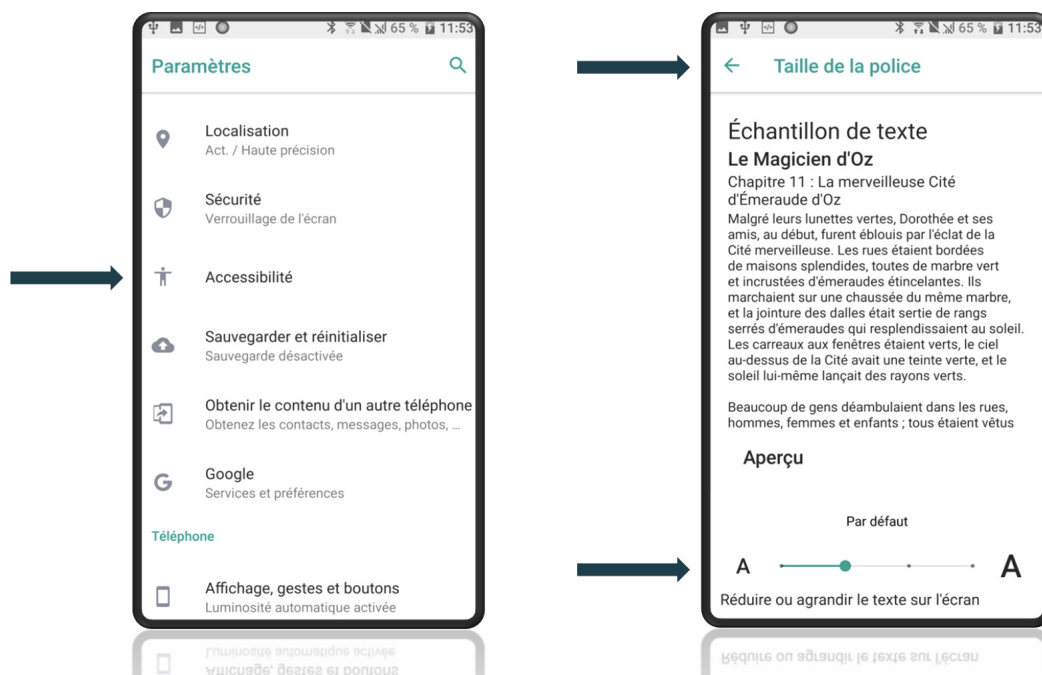 65 % 11:53
Paramètres
Localisation
Act. / Haute précision
Sécurité
Verrouillage de l'écran
Accessibilité
Sauvegarder et réinitialiser
Sauvegarde désactivée
Obtenir le contenu d'un autre téléphone
Obtenez les contacts, messages, photos, ...
G
Google
Services et préférences
Téléphone
Affichage, gestes et boutons
Luminosité automatique activée
65 % 11:53
Taille de la police
Échantillon de texte
Le Magicien d'Oz
Chapitre 11 : La merveilleuse Cité
d'Émeraude d'Oz
Malgré leurs lunettes vertes, Dorothée et ses
amis, au début, furent éblouis par l'éclat de la
Cité merveilleuse. Les rues étaient bordées
de maisons splendides, toutes de marbre vert
et incrustées d'émeraudes étincelantes. Ils
marchaient sur une chaussée du même marbre,
et la jointure des dalles était sertie de rangs
serrés d'émeraudes qui resplendissaient au soleil.
Les carreaux aux fenêtres étaient verts, le ciel
au-dessus de la Cité avait une teinte verte, et le
soleil lui-même lançait des rayons verts.
Beaucoup de gens déambulaient dans les rues,
hommes, femmes et enfants ; tous étaient vêtus
Aperçu
Par défaut
A A
Réduire ou agrandir le texte sur l'écran